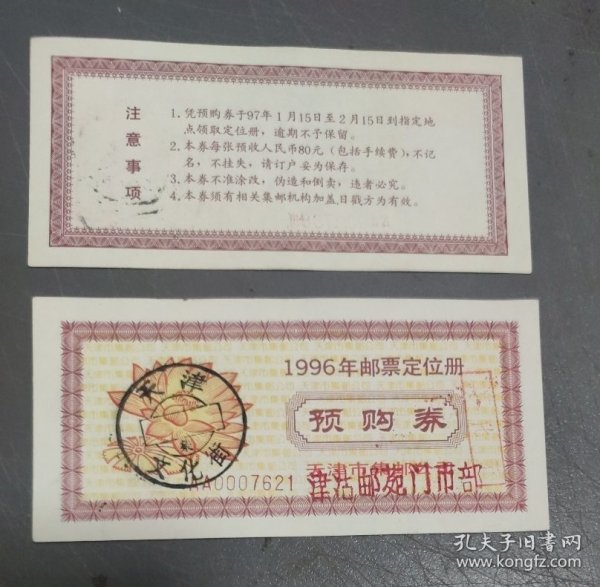 注意事项
1. 凭预购券于97年1月15日至2月15日到指定地
点领取定位册，逾期不予保留。
2. 本券每张预收人民币80元（包括手续费），不记
名，不挂失，请订户妥为保存。
3. 本券不准涂改，伪造和倒卖，违者必究。
4. 本券须有相关集邮机构加盖日戳方为有效。
1996年邮票定位册
预购券
天津市
津沽邮苑门市部
A0007621
天津
文化街
孔夫子旧书网
www.kongfz.com